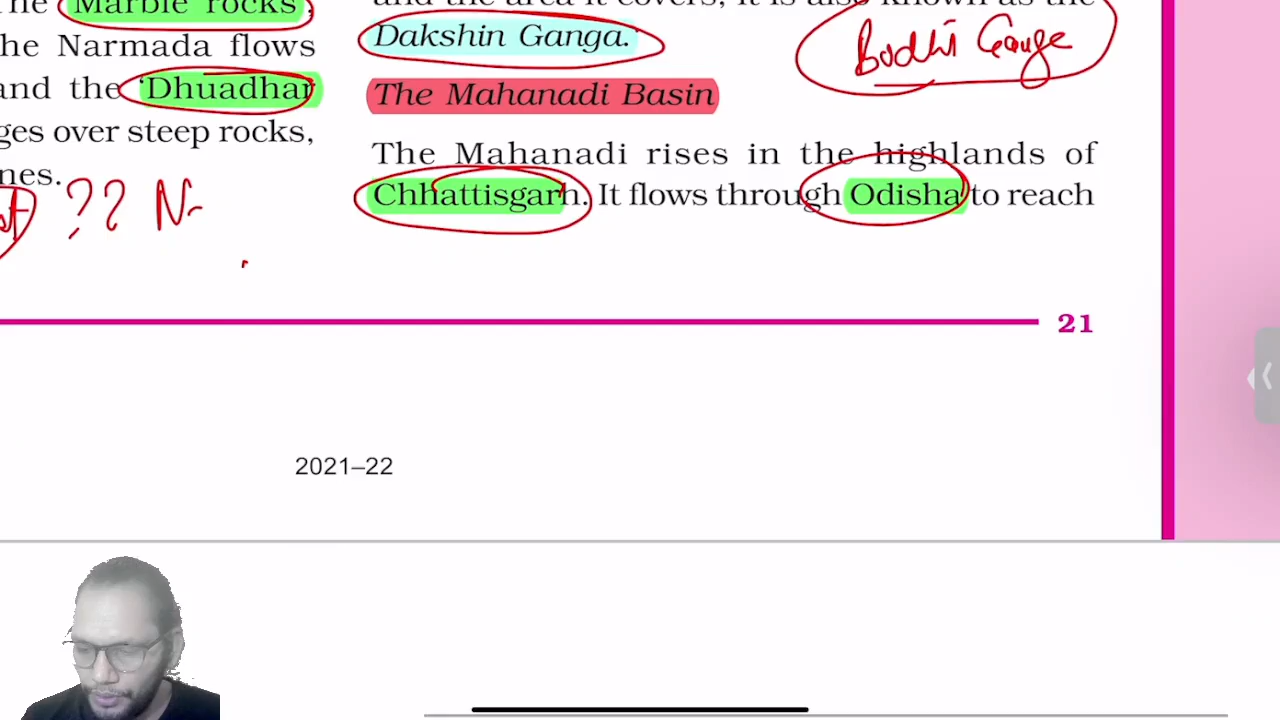 The 'Marble rocks',
he Narmada flows
and the 'Dhuadhar
ges over steep rocks,
nes.
?? N
and the area it covers, it is also known as the
Dakshin Ganga.
Bodhi Gange
The Mahanadi Basin
The Mahanadi rises in the highlands of
Chhattisgarh. It flows through Odisha to reach
21
2021–22